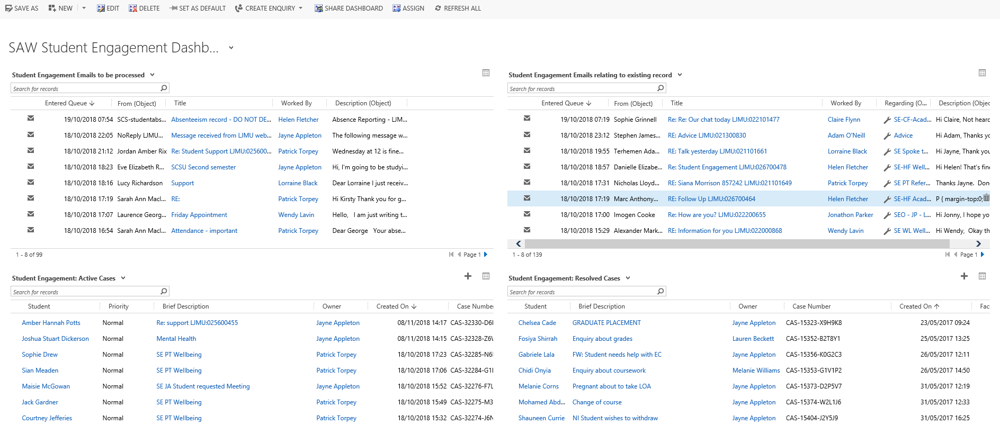 SAVE AS NEW EDIT DELETE SET AS DEFAULT CREATE ENQUIRY SHARE DASHBOARD ASSIGN REFRESH ALL
SAW Student Engagement Dashb...
Student Engagement Emails to be processed
Search for records
Entered Queue From (Object) Title Worked By Description (Object)
19/10/2018 07:54 SCS-studentabs... Absenteeism record - DO NOT DE... Helen Fletcher Absence Reporting - LJM...
18/10/2018 22:05 NoReply LJMU... Message received from LJMU web... Jayne Appleton The following message w...
18/10/2018 21:12 Jordan Amber Rix Re: Student Support LJMU:025600... Patrick Torpey Wednesday at 12 is fine...
18/10/2018 18:23 Eve Elizabeth R... SCSU Second semester Jayne Appleton Hi, I'm going to be studyi...
18/10/2018 18:16 Lucy Richardson Support Lorraine Black Dear Lorraine I just receiv...
18/10/2018 17:19 Sarah Ann Macl... RE: Patrick Torpey Hi Kirsty Thank you for g...
18/10/2018 17:07 Laurence Georg... Friday Appointment Wendy Lavin Hello, I am just writing t...
18/10/2018 16:54 Sarah Ann Macl... Attendance - important Patrick Torpey Dear George Your abse...
1 - 8 of 99 Page 1
Student Engagement Emails relating to existing record
Search for records
Entered Queue From (Object) Title Worked By Regarding (O... Description (Objec
19/10/2018 07:19 Sophie Grinnell Re: Re: Our chat today LJMU:022101477 Claire Flynn SE-CF-Acad... Hi Claire, Not heard
18/10/2018 23:12 Stephen James... RE: Advice LJMU:021300830 Adam O'Neill Advice Hi Adam, Thanks yo
18/10/2018 19:55 Terhemen Ada... RE: Talk yesterday LJMU:021101661 Lorraine Black SE Spoke t... Hi Jayne, Thank you
18/10/2018 18:57 Danielle Elizabe... Re: Student Engagement LJMU:026700478 Helen Fletcher SE-HF Well... Hi Helen! That's fine
18/10/2018 17:31 Nicholas Lloyd... RE: Siana Morrison 857242 LJMU:021101649 Patrick Torpey SE PT Refer... Thanks Jayne. Don
18/10/2018 17:19 Marc Anthony... RE: Follow Up LJMU:026700464 Helen Fletcher SE-HF Acad... P { margin-top:0;
18/10/2018 17:00 Imogen Cooke Re: How are you? LJMU:022200655 Jonathon Parker SEO - JP - L... Hi Jonny, I hope yo
18/10/2018 15:29 Alexander Mark... RE: Information for you LJMU:022000868 Wendy Lavin SE WL Well... Hi Wendy, Okay th
1 - 8 of 139 Page 1
Student Engagement: Active Cases
Search for records
Student Priority Brief Description Owner Created On Case Number
Amber Hannah Potts Normal Re: support LJMU:025600455 Jayne Appleton 08/11/2018 14:17 CAS-32330-D6
Joshua Stuart Dickerson Normal Mental Health Jayne Appleton 08/11/2018 14:15 CAS-32328-Z6
Sophie Drew Normal SE PT Wellbeing Patrick Torpey 18/10/2018 17:23 CAS-32285-N6
Sian Meaden Normal SE PT Wellbeing Patrick Torpey 18/10/2018 17:06 CAS-32284-G1
Maisie McGowan Normal SE JA Student requested Meeting Jayne Appleton 18/10/2018 15:52 CAS-32276-F7
Jack Gardner Normal SE PT Wellbeing Patrick Torpey 18/10/2018 15:49 CAS-32275-M3
Courtney Jefferies Normal SE PT Wellbeing Patrick Torpey 18/10/2018 15:32 CAS-32274-J6
Student Engagement: Resolved Cases
Search for records
Student Brief Description Owner Case Number Created On Fac
Chelsea Cade GRADUATE PLACEMENT Jayne Appleton CAS-15323-X9H9K8 23/05/2017 09:24
Fosiya Shirrah Enquiry about grades Lauren Beckett CAS-15352-B2T8Y1 25/05/2017 13:25
Gabriele Lala FW: Student needs help with EC Jayne Appleton CAS-15356-K0G2C3 26/05/2017 12:11
Chidi Onyia Enquiry about coursework Melanie Williams CAS-15353-G1V1P2 26/05/2017 14:50
Melanie Corns Pregnant about to take LOA Jayne Appleton CAS-15373-D2P5V7 31/05/2017 12:19
Mohamed Abd... Change of course Jayne Appleton CAS-15374-W2L1J6 31/05/2017 12:33
Shauneen Currie NI Student wishes to withdraw Jayne Appleton CAS-15404-J2Y5J9 31/05/2017 16:25